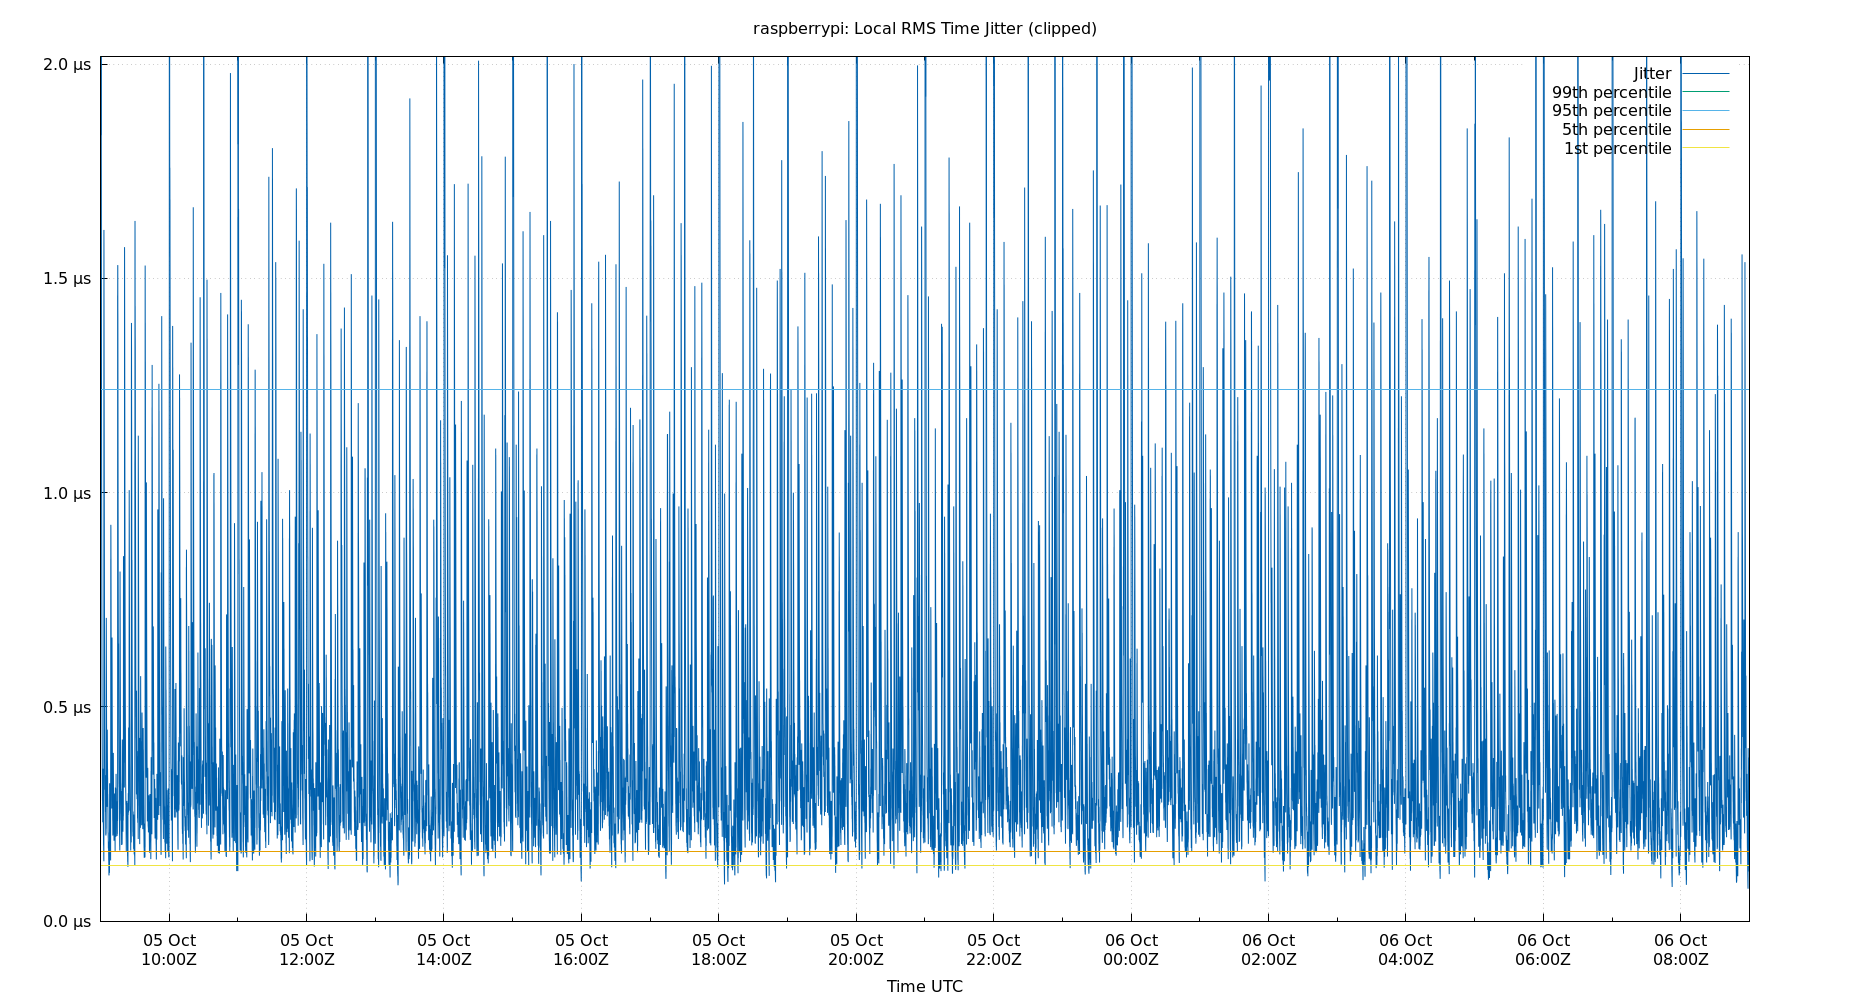 raspberrypi: Local RMS Time Jitter (clipped)
2.0 µs
1.5 µs
1.0 µs
0.5 µs
0.0 µs
Jitter
99th percentile
95th percentile
5th percentile
1st percentile
05 Oct 05 Oct 05 Oct 05 Oct 05 Oct 05 Oct 05 Oct 06 Oct 06 Oct 06 Oct 06 Oct 06 Oct
10:00Z 12:00Z 14:00Z 16:00Z 18:00Z 20:00Z 22:00Z 00:00Z 02:00Z 04:00Z 06:00Z 08:00Z
Time UTC